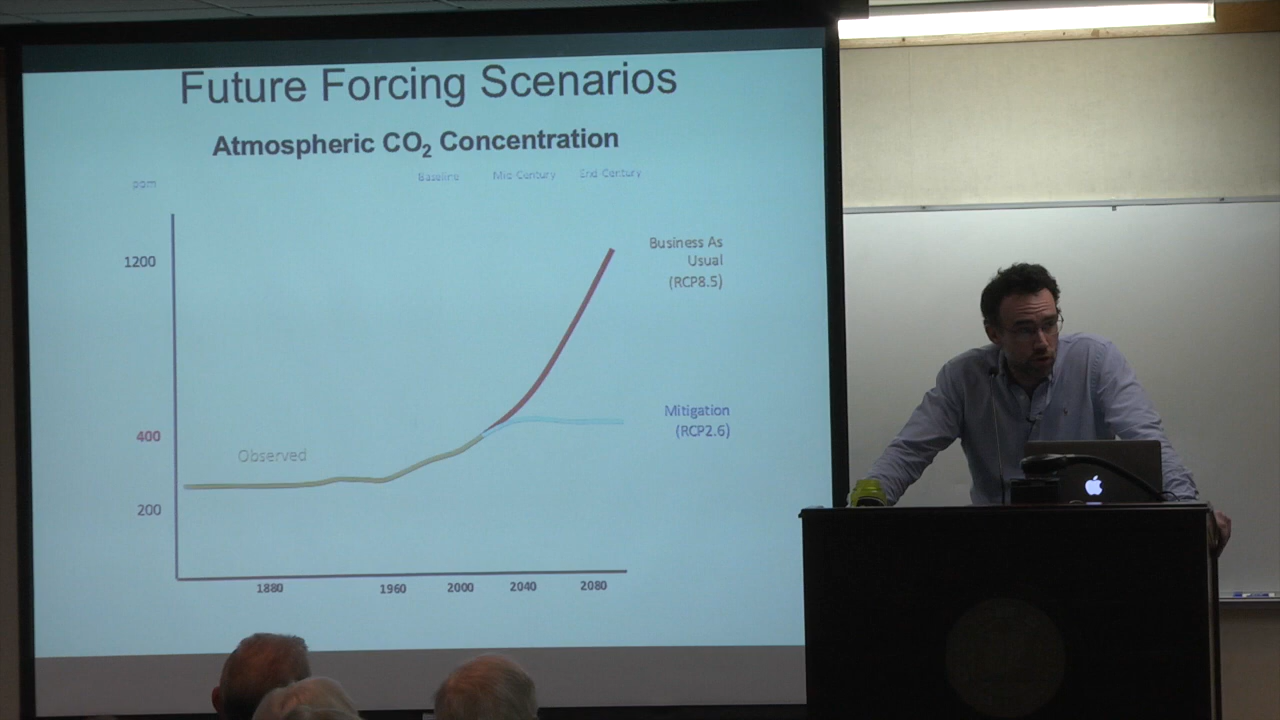 Future Forcing Scenarios
Atmospheric CO₂ Concentration
ppm
Baseline Mid-Century End-Century
1200
Business As
Usual
(RCP8.5)
400
Mitigation
(RCP2.6)
Observed
200
1880 1960 2000 2040 2080